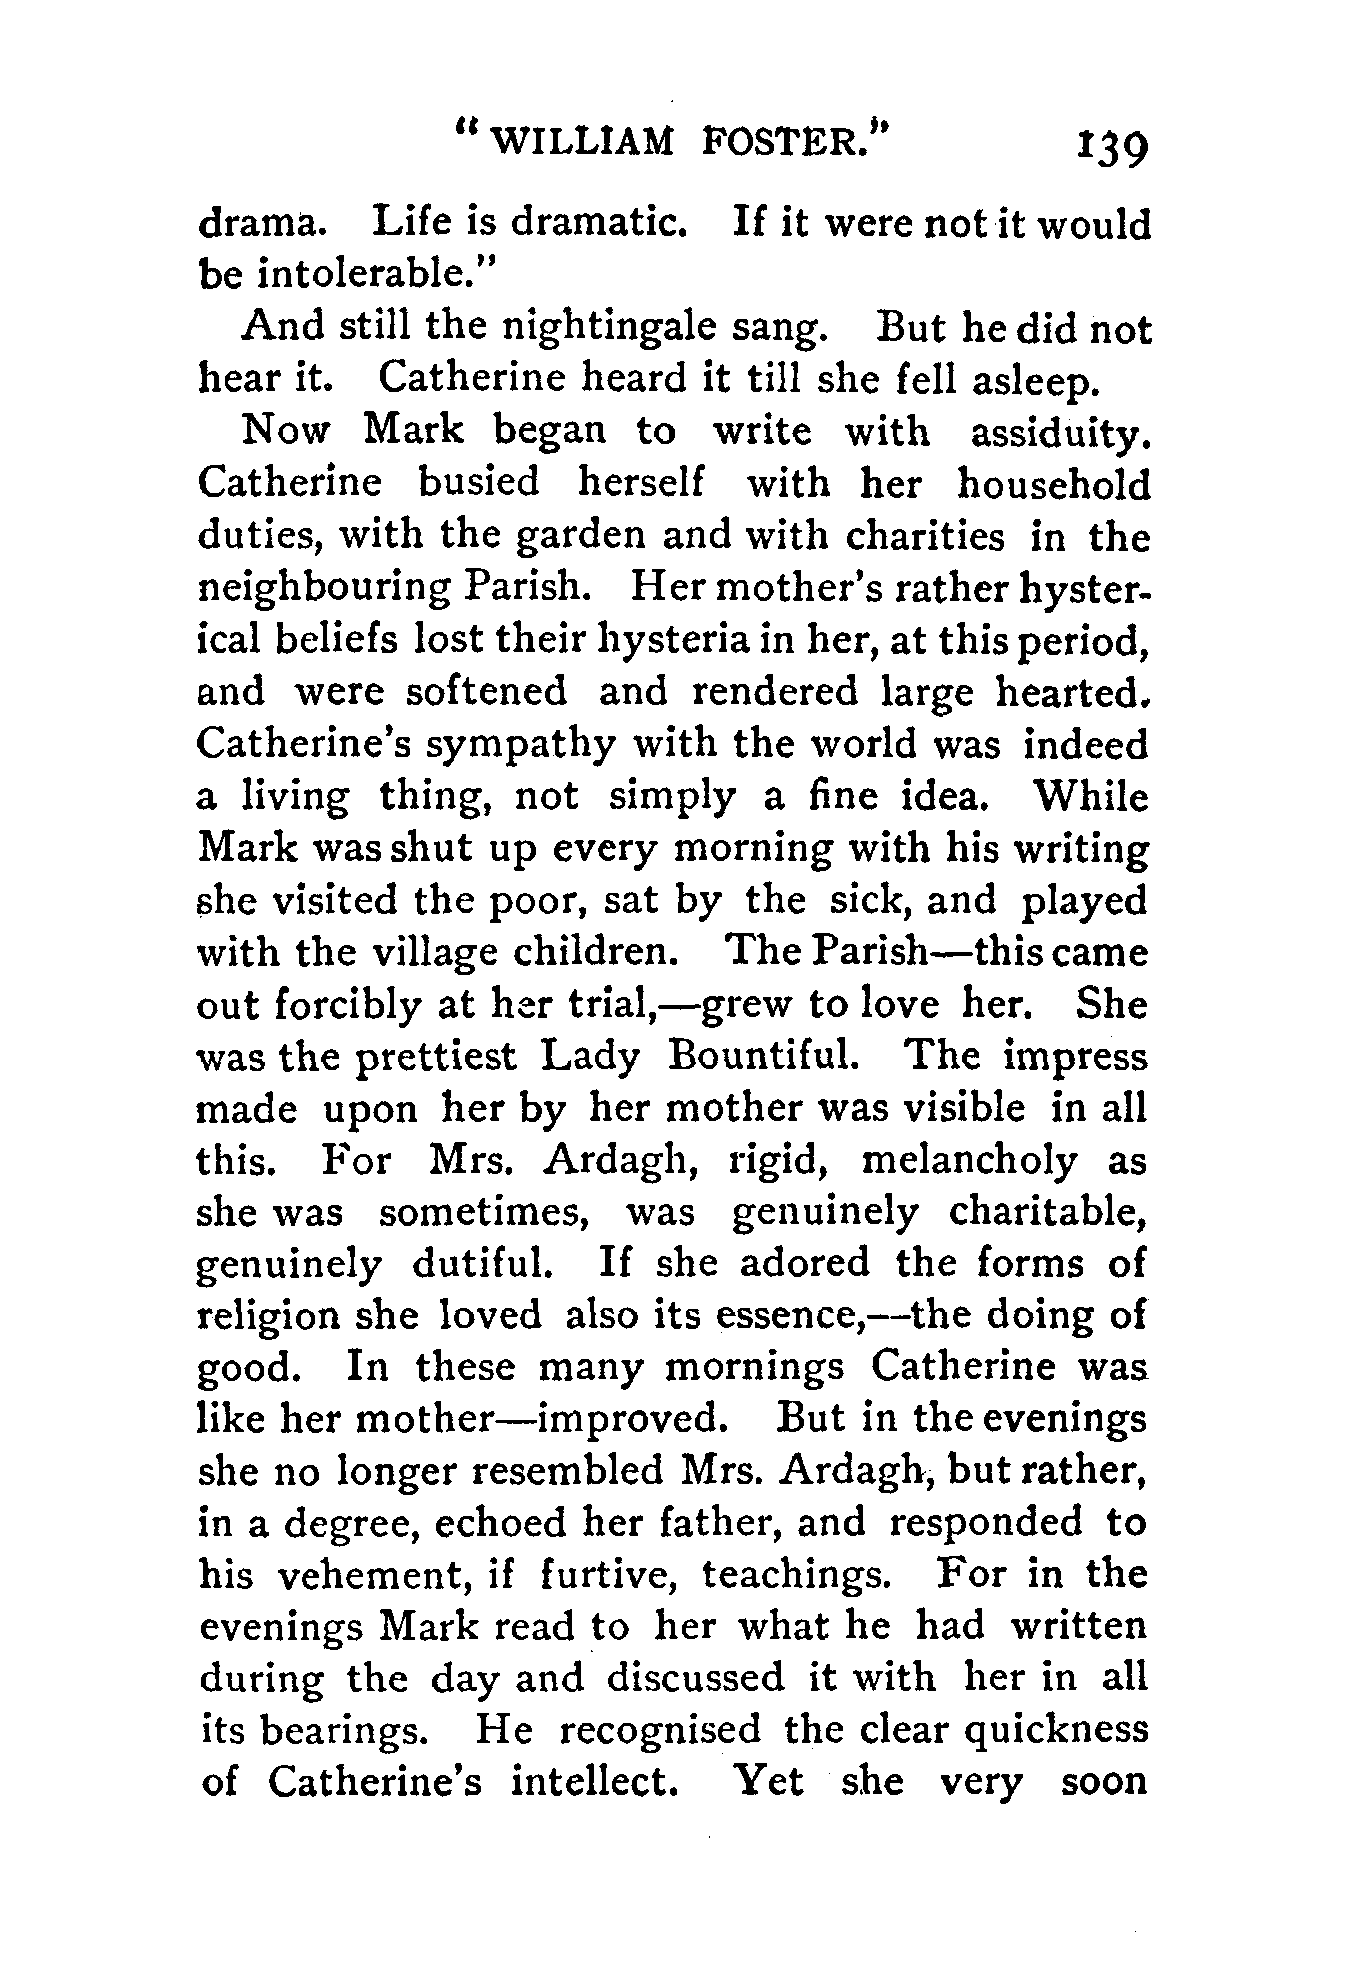 "WILLIAM FOSTER." 139
drama. Life is dramatic. If it were not it would
be intolerable."
And still the nightingale sang. But he did not
hear it. Catherine heard it till she fell asleep.
Now Mark began to write with assiduity.
Catherine busied herself with her household
duties, with the garden and with charities in the
neighbouring Parish. Her mother's rather hyster-
ical beliefs lost their hysteria in her, at this period,
and were softened and rendered large hearted.
Catherine's sympathy with the world was indeed
a living thing, not simply a fine idea. While
Mark was shut up every morning with his writing
she visited the poor, sat by the sick, and played
with the village children. The Parish—this came
out forcibly at her trial,—grew to love her. She
was the prettiest Lady Bountiful. The impress
made upon her by her mother was visible in all
this. For Mrs. Ardagh, rigid, melancholy as
she was sometimes, was genuinely charitable,
genuinely dutiful. If she adored the forms of
religion she loved also its essence,—the doing of
good. In these many mornings Catherine was
like her mother—improved. But in the evenings
she no longer resembled Mrs. Ardagh, but rather,
in a degree, echoed her father, and responded to
his vehement, if furtive, teachings. For in the
evenings Mark read to her what he had written
during the day and discussed it with her in all
its bearings. He recognised the clear quickness
of Catherine's intellect. Yet she very soon